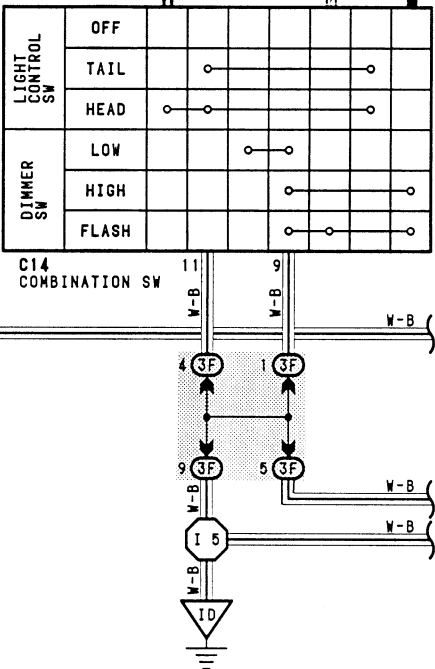 OFF
TAIL
HEAD
LIGHT
CONTROL
SW
LOW
HIGH
FLASH
DIMMER
SW
C14
COMBINATION SW
11
9
W-B
W-B
W-B
4 3F
1 3F
9 3F
5 3F
W-B
W-B
I 5
W-B
W-B
ID